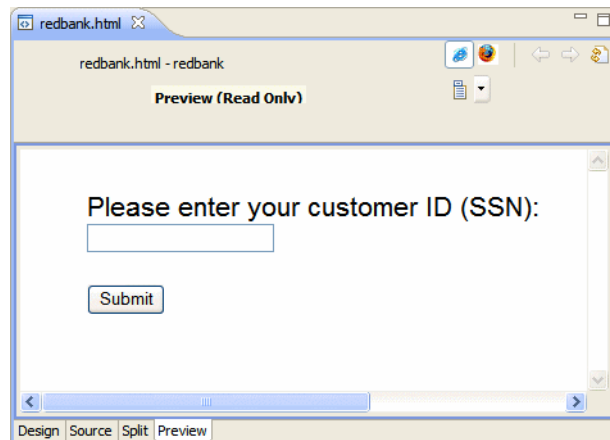 redbank.html
redbank.html - redbank
Preview (Read Only)
Please enter your customer ID (SSN):
Submit
Design Source Split Preview